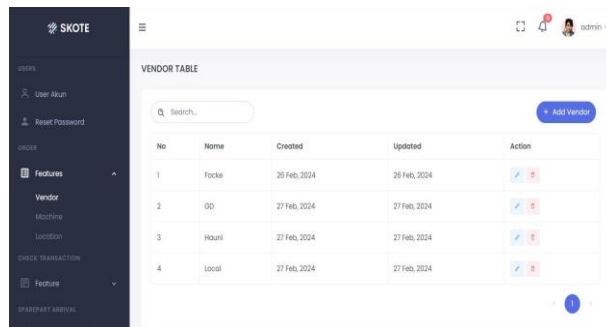 SKOTE
admin
USERS
User Akun
Reset Password
ORDER
Features
Vendor
Machine
Location
CHECK TRANSACTION
Feature
SPAREPART ARRIVAL
VENDOR TABLE
Search...
+ Add Vendor
No Name Created Updated Action
1 Focke 26 Feb, 2024 26 Feb, 2024
2 GD 27 Feb, 2024 27 Feb, 2024
3 Hauni 27 Feb, 2024 27 Feb, 2024
4 Local 27 Feb, 2024 27 Feb, 2024
1